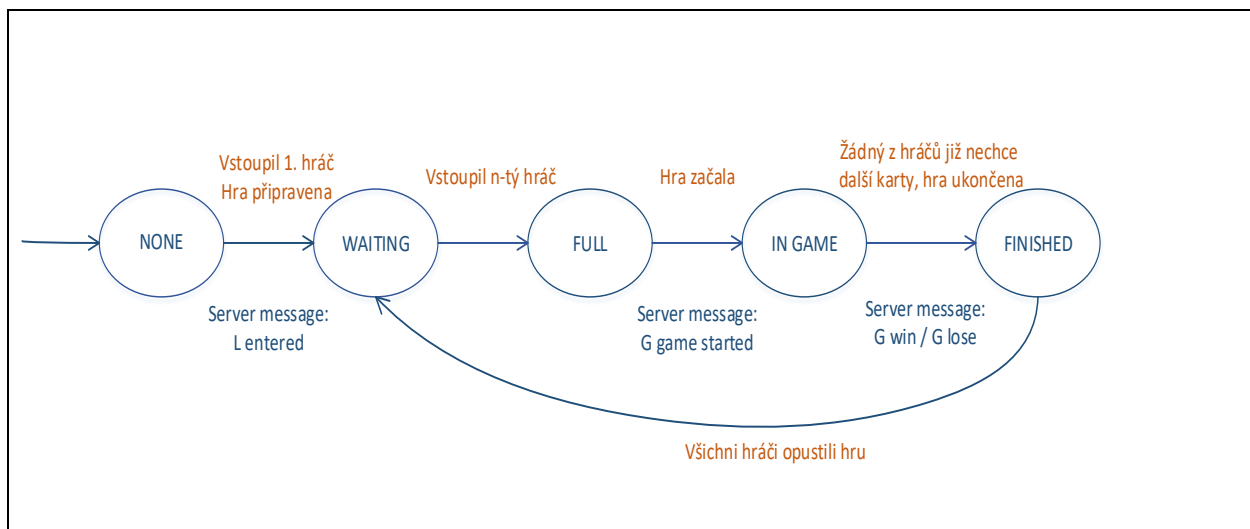 Vstoupil 1. hráč
Hra připravena
Vstoupil n-tý hráč
Hra začala
Žádný z hráčů již nechce
další karty, hra ukončena
NONE
WAITING
FULL
IN GAME
FINISHED
Server message:
L entered
Server message:
G game started
Server message:
G win / G lose
Všichni hráči opustili hru